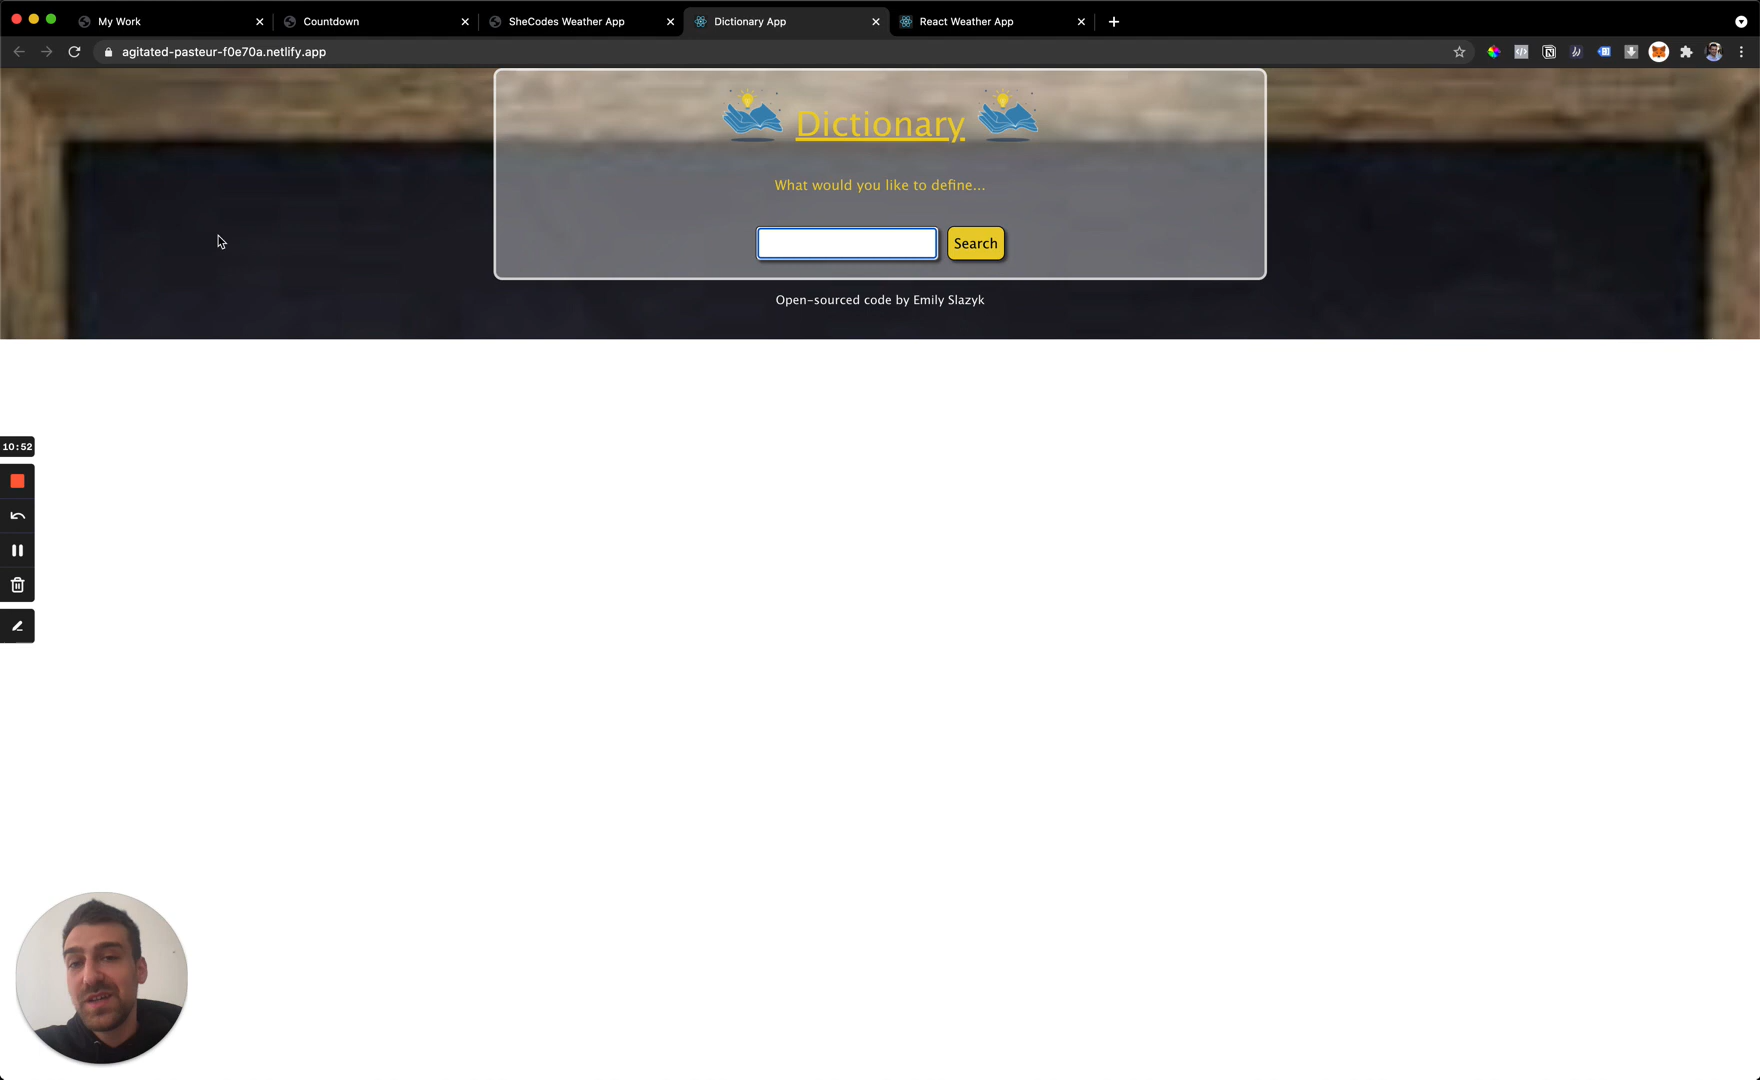 My Work
Countdown
SheCodes Weather App
Dictionary App
React Weather App
agitated-pasteur-f0e70a.netlify.app
Dictionary
What would you like to define...
Search
Open-sourced code by Emily Slazyk
10:52